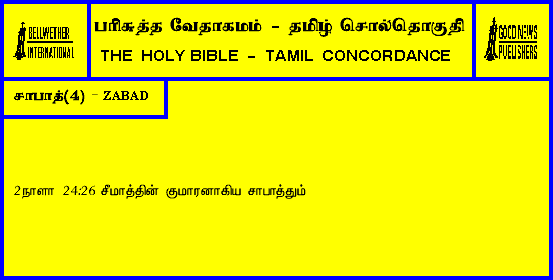 BELLWETHER
INTERNATIONAL
பரிசுத்த வேதாகமம் - தமிழ் சொல்தொகுதி
THE HOLY BIBLE - TAMIL CONCORDANCE
GOOD NEWS
PUBLISHERS
சாபாத்(4) - ZABAD
2நாளா 24:26 சீமாத்தின் குமாரனாகிய சாபாத்தும்